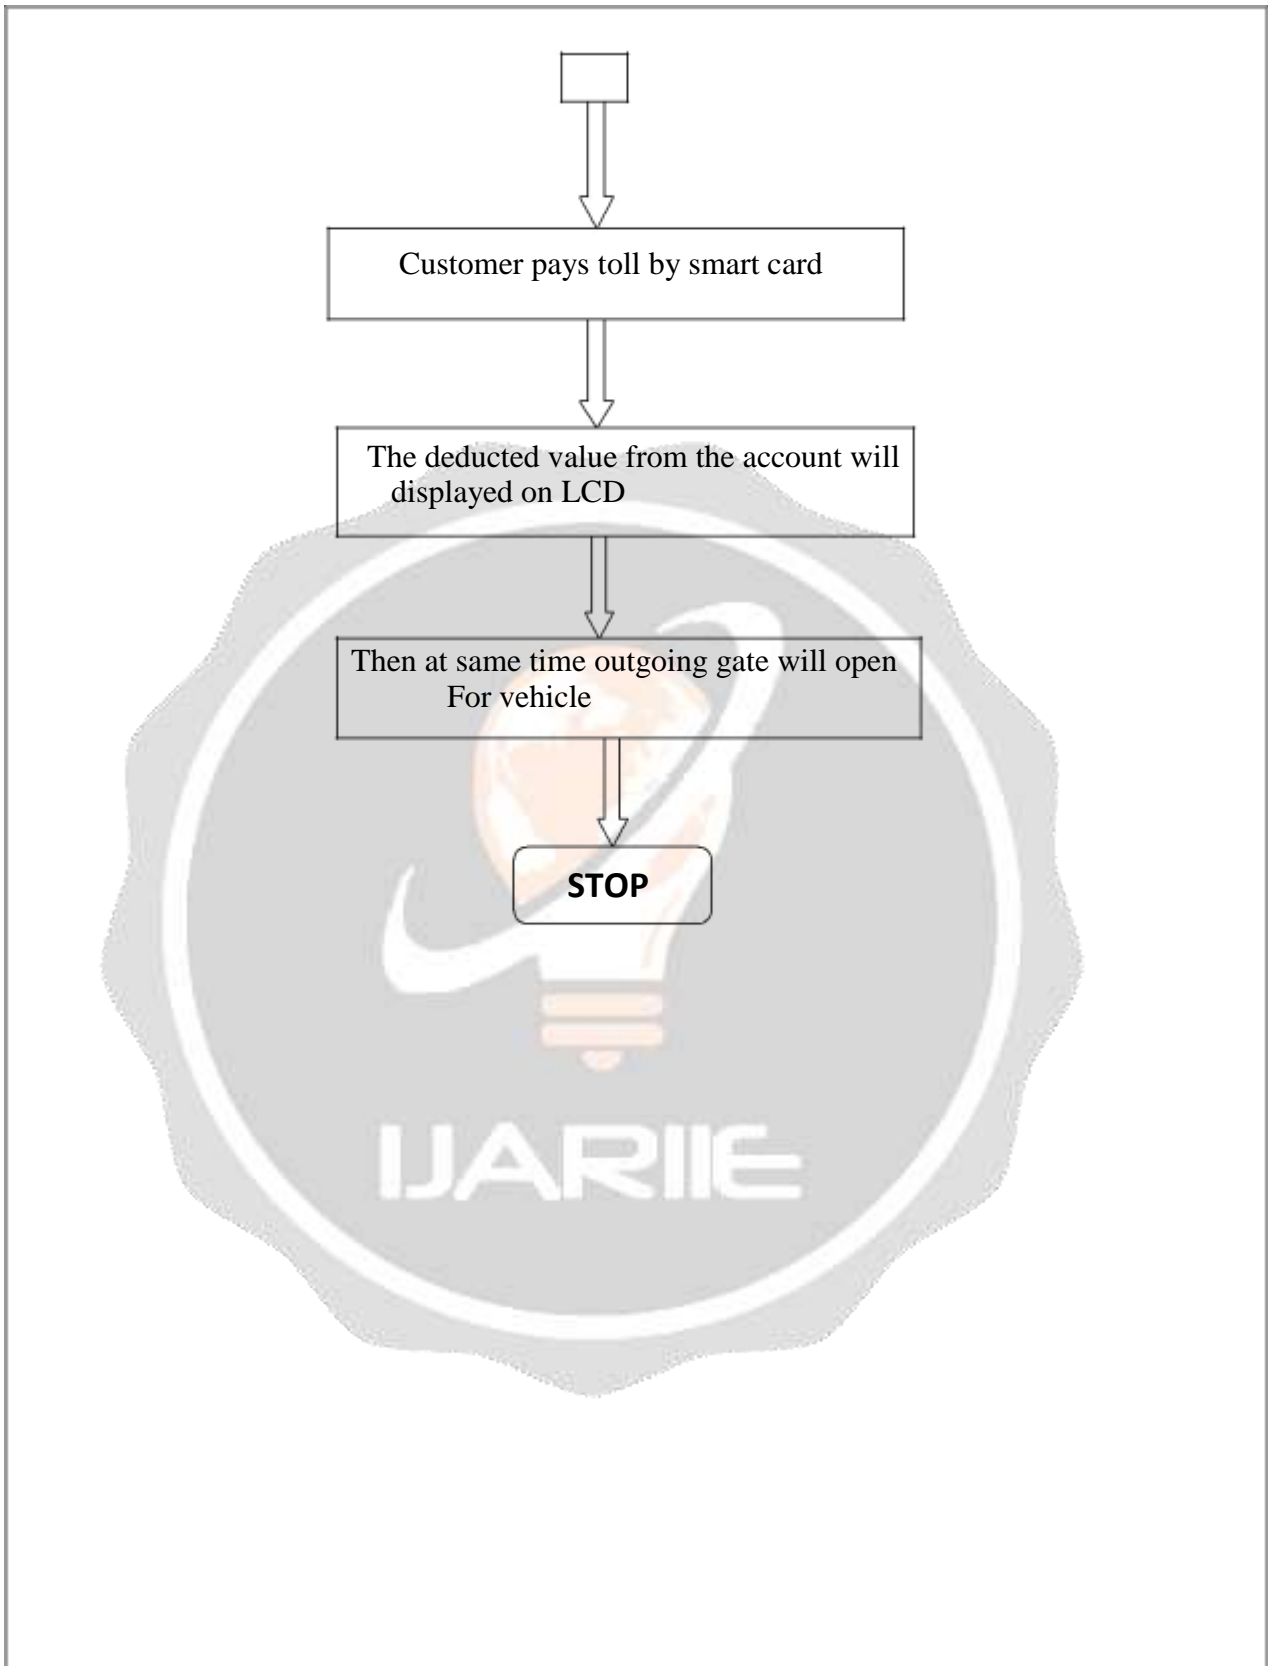 Customer pays toll by smart card
The deducted value from the account will
displayed on LCD
Then at same time outgoing gate will open
For vehicle
STOP
IJARIIE